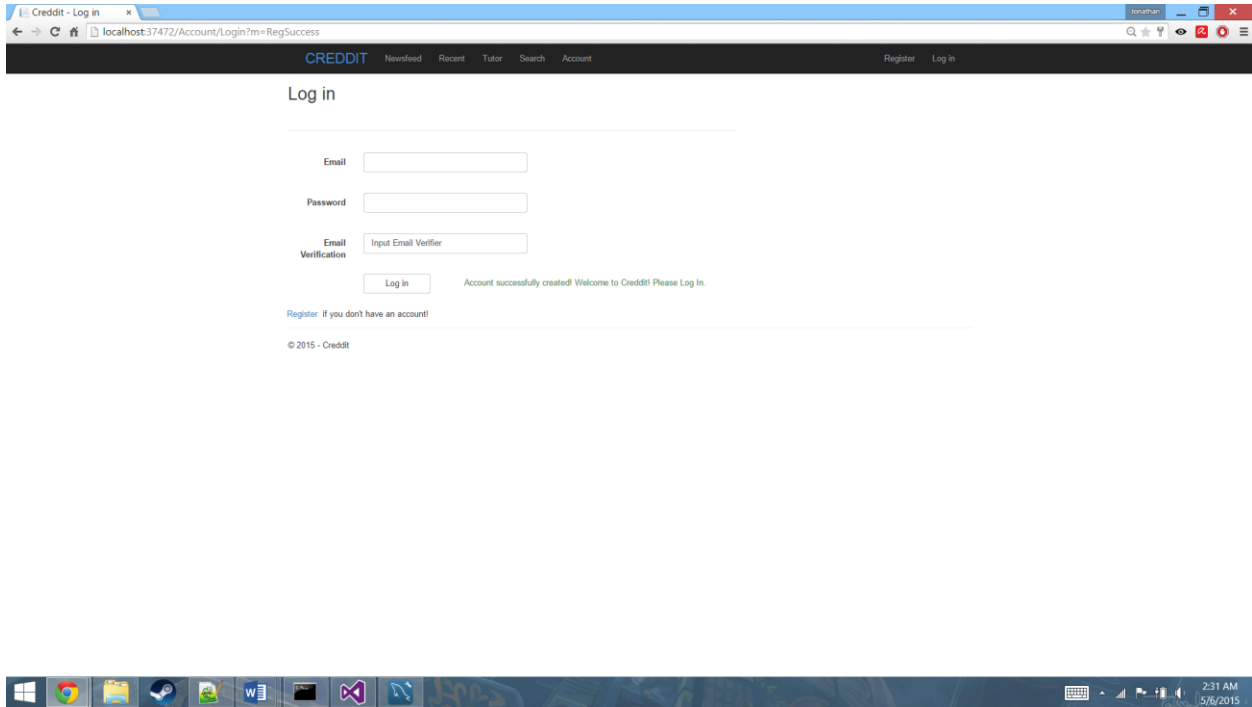 Creddit - Log in
Jonathan
localhost:37472/Account/Login?m=RegSuccess
CREDDIT Newsfeed Recent Tutor Search Account Register Log in
Log in
Email
Password
Email Verification
Input Email Verifier
Log in
Account successfully created! Welcome to Creddit! Please Log In.
Register if you don't have an account!
© 2015 - Creddit
2:31 AM
5/6/2015